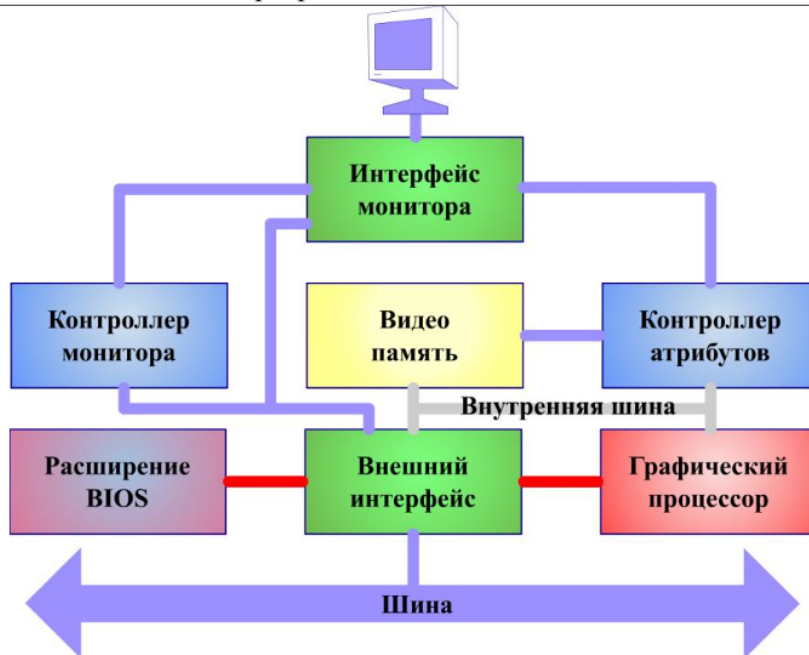 Интерфейс
монитора
Контроллер
монитора
Видео
память
Контроллер
атрибутов
Внутренняя шина
Расширение
BIOS
Внешний
интерфейс
Графический
процессор
Шина